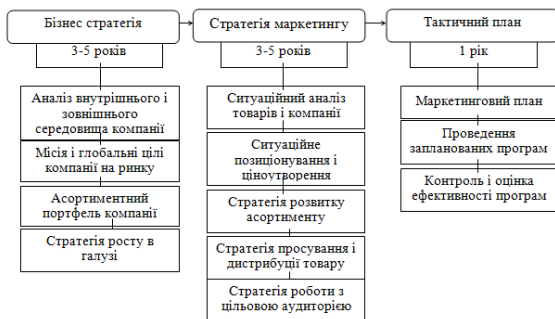 Бізнес стратегія
3-5 років
Аналіз внутрішнього і
зовнішнього
середовища компанії
Місія і глобальні цілі
компанії на ринку
Асортиментний
портфель компанії
Стратегія росту в
галузі
Стратегія маркетингу
3-5 років
Ситуаційний аналіз
товарів і компанії
Ситуаційне
позиціонування і
ціноутворення
Стратегія розвитку
асортименту
Стратегія просування і
дистрибуції товару
Стратегія роботи з
цільовою аудиторією
Тактичний план
1 рік
Маркетинговий план
Проведення
запланованих програм
Контроль і оцінка
ефективності програм